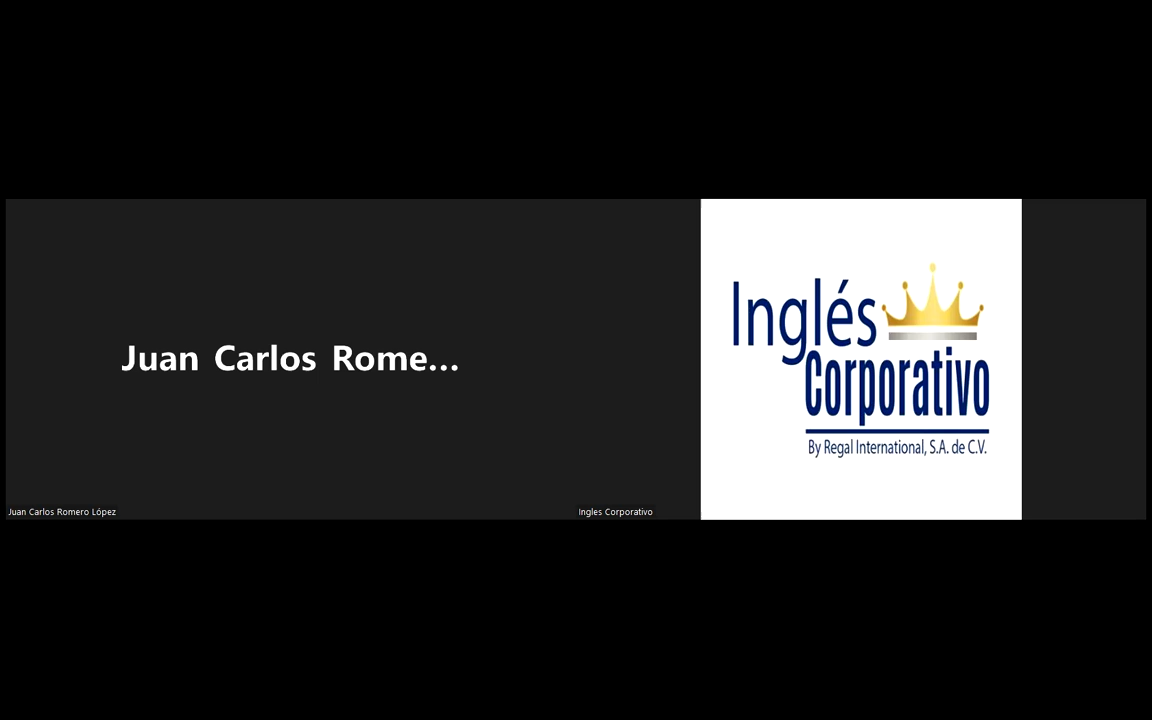 Juan Carlos Rome...
Juan Carlos Romero López
Inglés
Corporativo
By Regal International, S.A. de C.V.
Ingles Corporativo